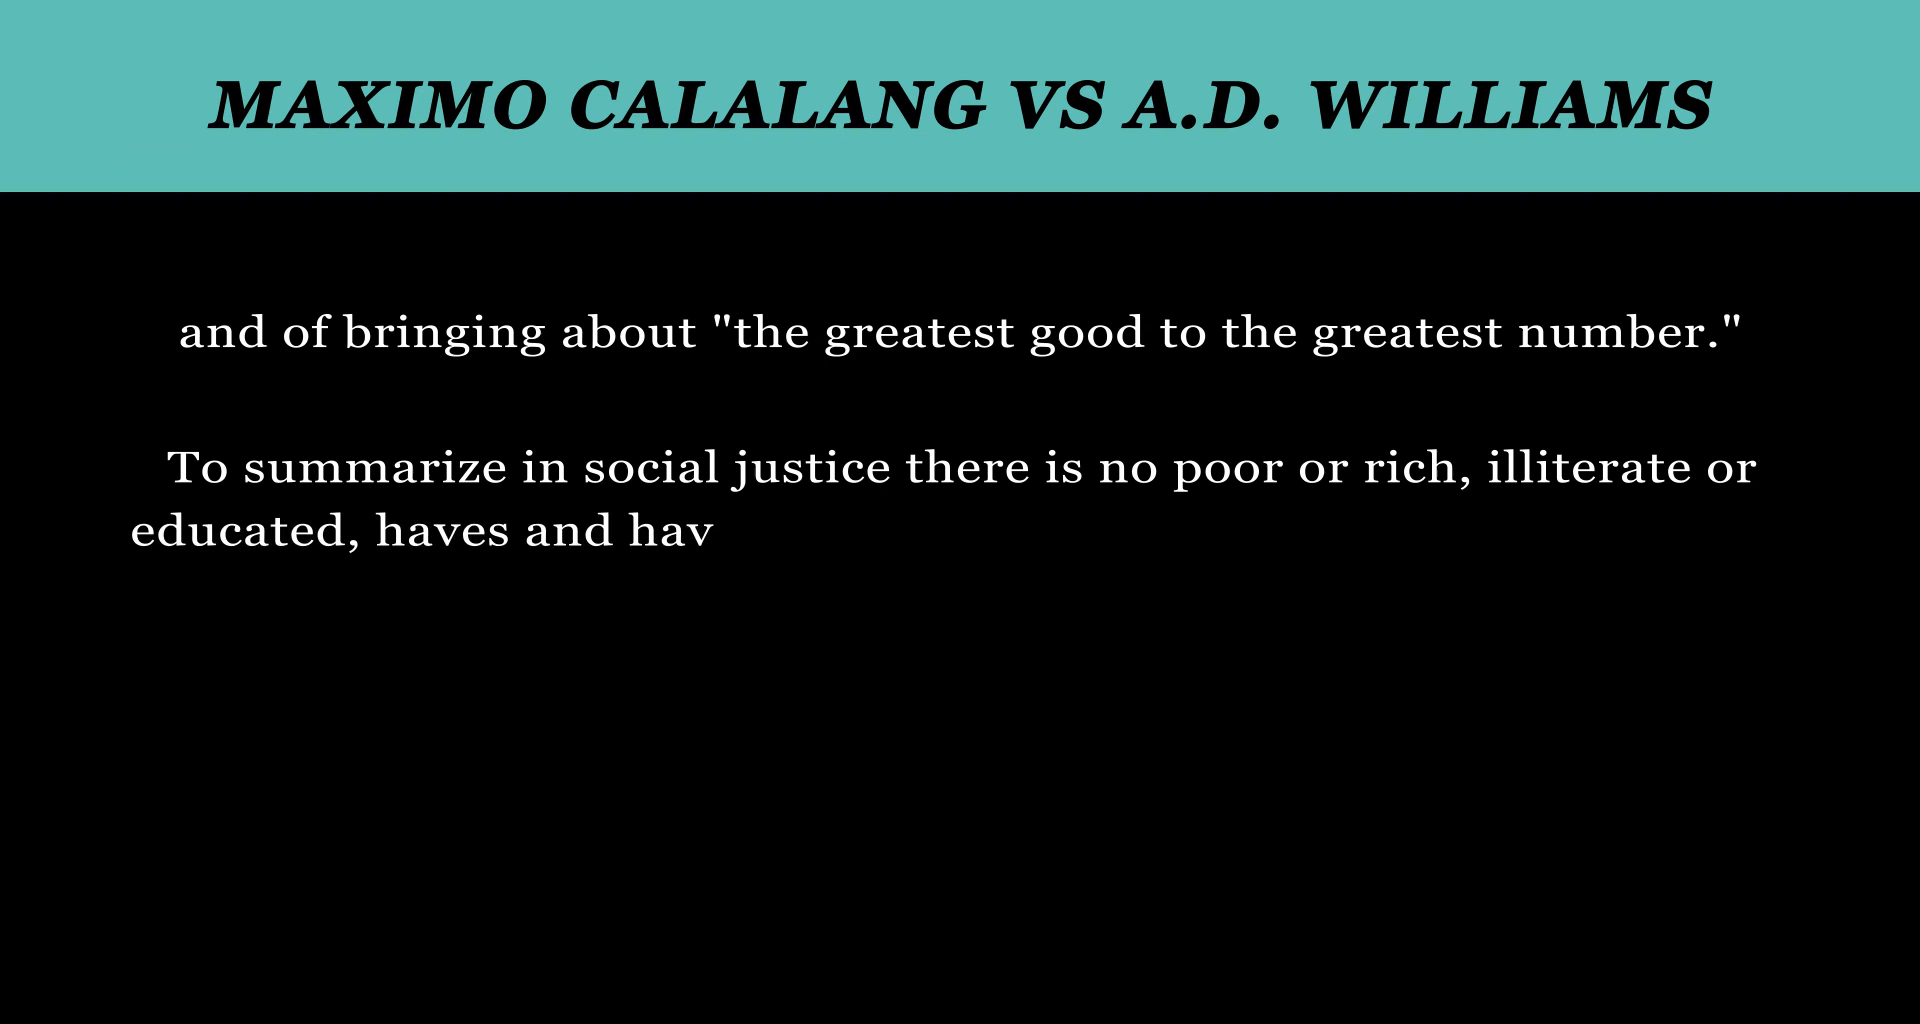 MAXIMO CALALANG VS A.D. WILLIAMS
and of bringing about "the greatest good to the greatest number."
To summarize in social justice there is no poor or rich, illiterate or
educated, haves and hav